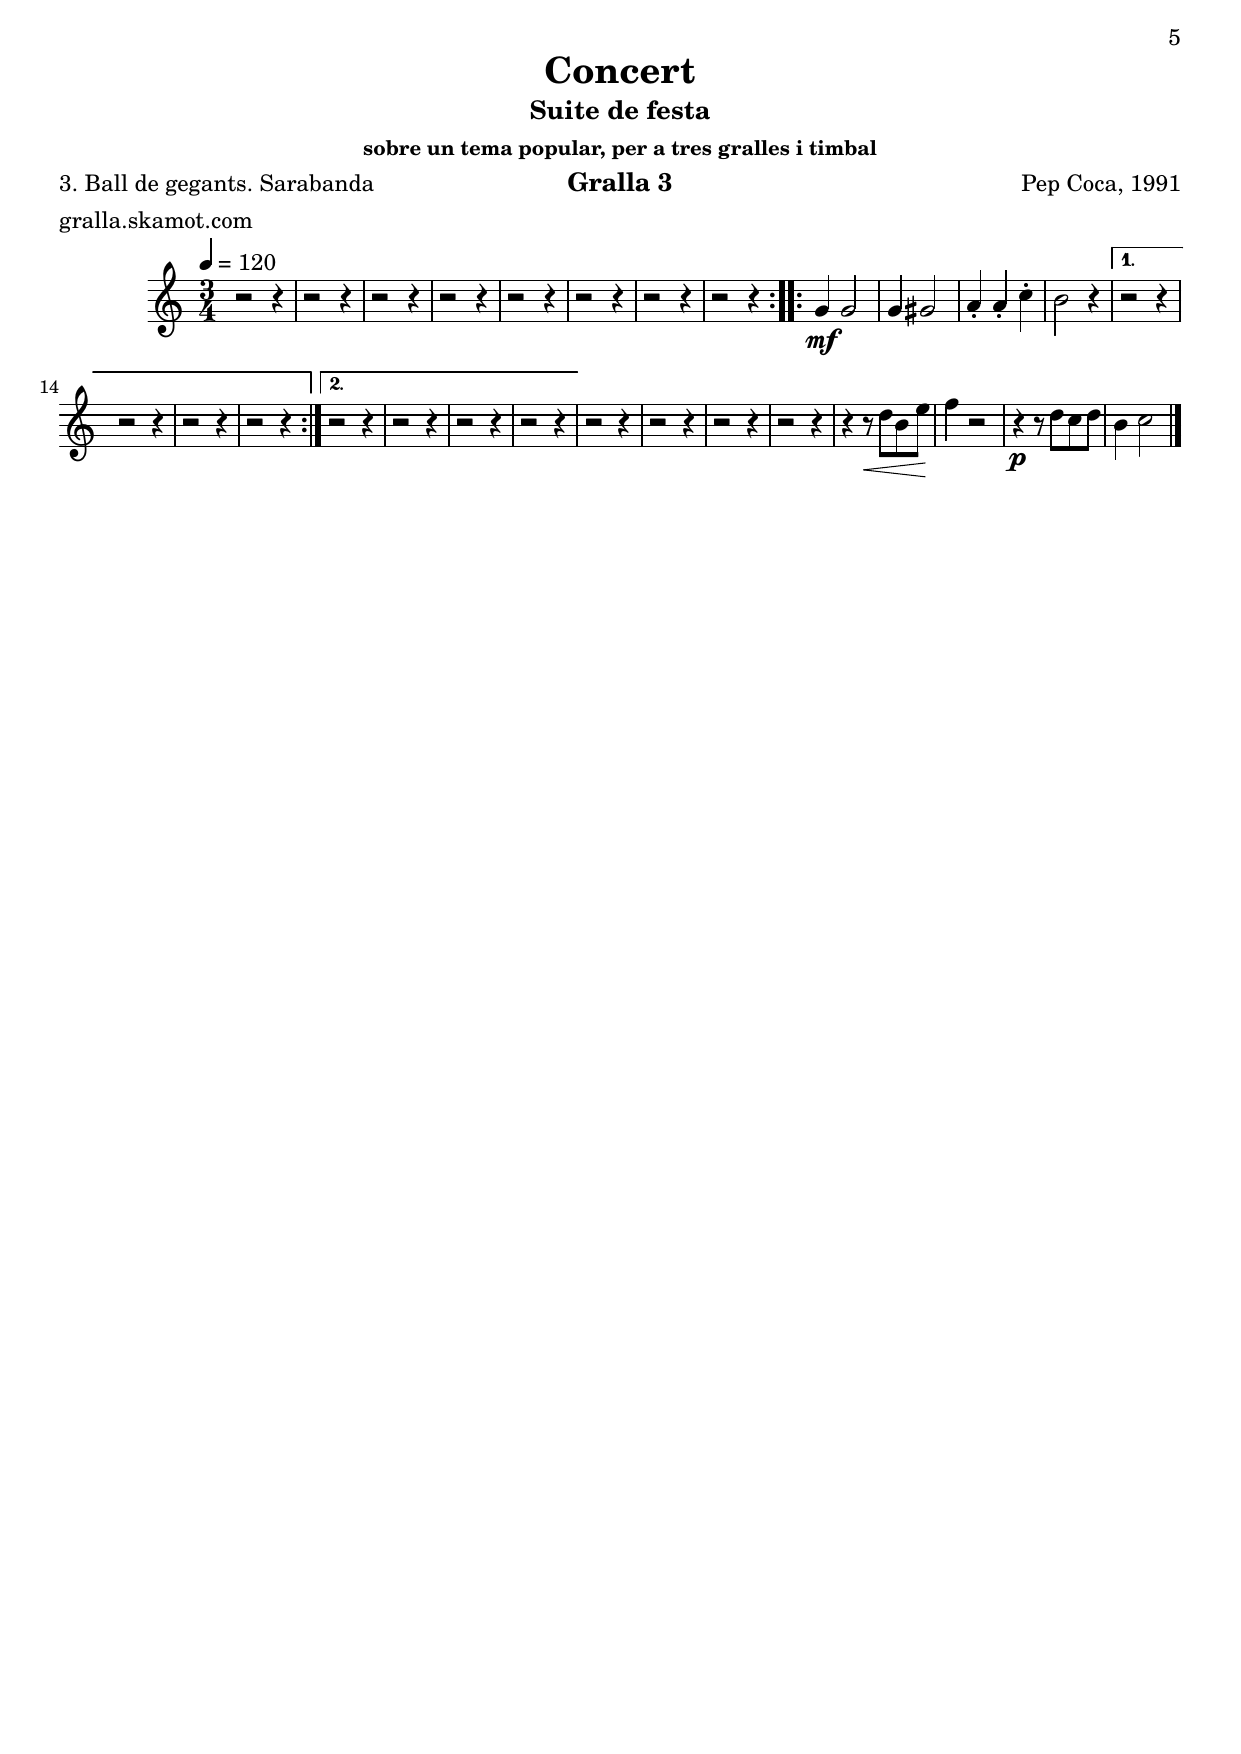 5
Concert
Suite de festa
sobre un tema popular, per a tres gralles i timbal
3. Ball de gegants. Sarabanda Gralla 3 Pep Coca, 1991
gralla.skamot.com
= 120
1.
3 4
mf
14
2.
p